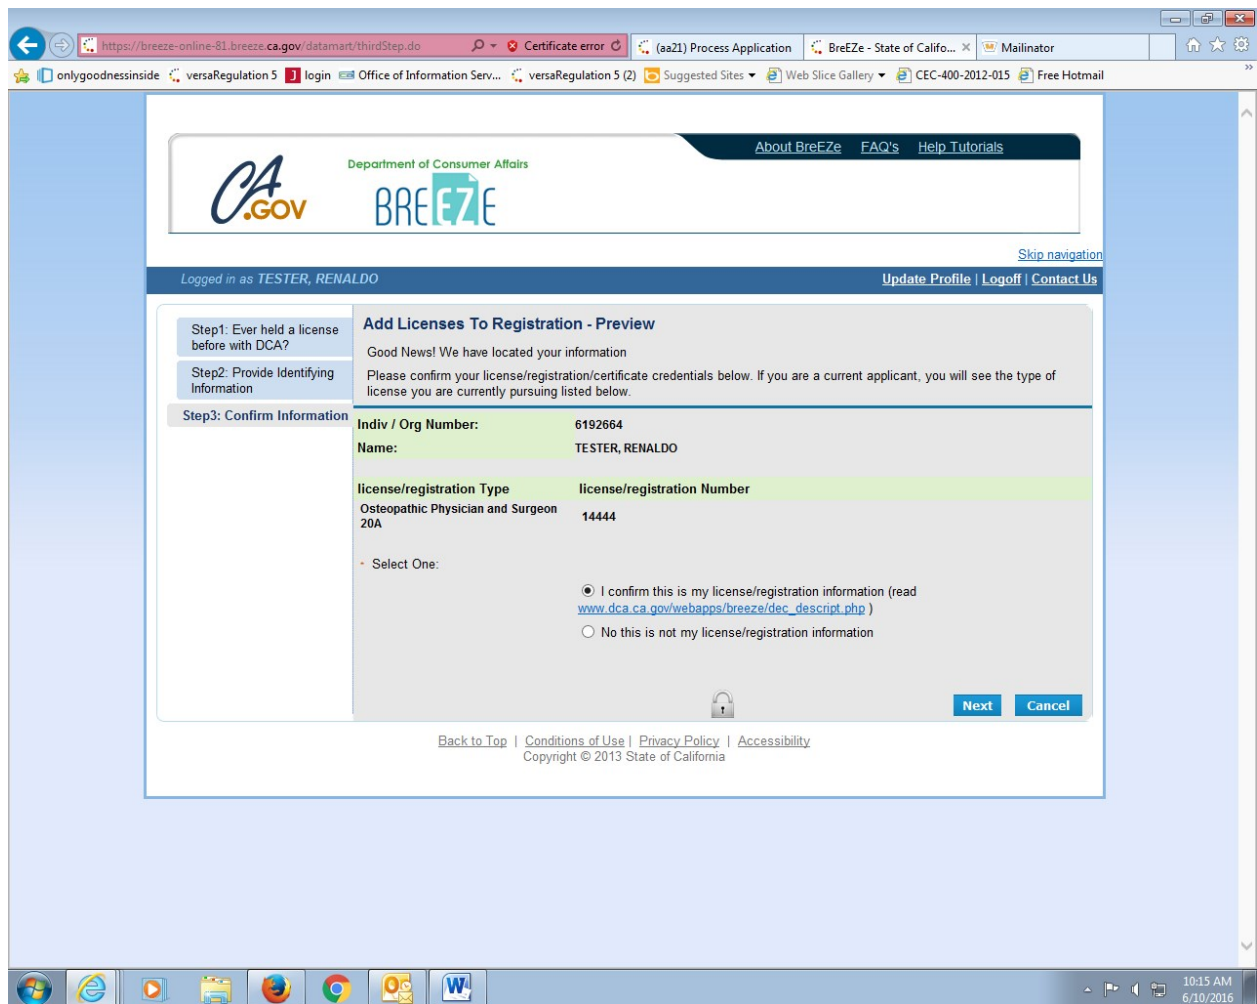 https://breeze-online-81.breeze.ca.gov/datamart/thirdStep.do Certificate error (aa21) Process Application BreEZe - State of Califo... Mailinator
onlygoodnessinside versaRegulation 5 login Office of Information Serv... versaRegulation 5 (2) Suggested Sites Web Slice Gallery CEC-400-2012-015 Free Hotmail
About BreEZe FAQ's Help Tutorials
CA.GOV
Department of Consumer Affairs
BREEZE
Skip navigation
Logged in as TESTER, RENALDO
Update Profile | Logoff | Contact Us
Step1: Ever held a license
before with DCA?
Step2: Provide Identifying
Information
Step3: Confirm Information
Add Licenses To Registration - Preview
Good News! We have located your information
Please confirm your license/registration/certificate credentials below. If you are a current applicant, you will see the type of
license you are currently pursuing listed below.
Indiv / Org Number: 6192664
Name: TESTER, RENALDO
license/registration Type license/registration Number
Osteopathic Physician and Surgeon
20A
14444
* Select One:
I confirm this is my license/registration information (read
www.dca.ca.gov/webapps/breeze/dec_descript.php )
No this is not my license/registration information
Next Cancel
Back to Top | Conditions of Use | Privacy Policy | Accessibility
Copyright © 2013 State of California
10:15 AM
6/10/2016